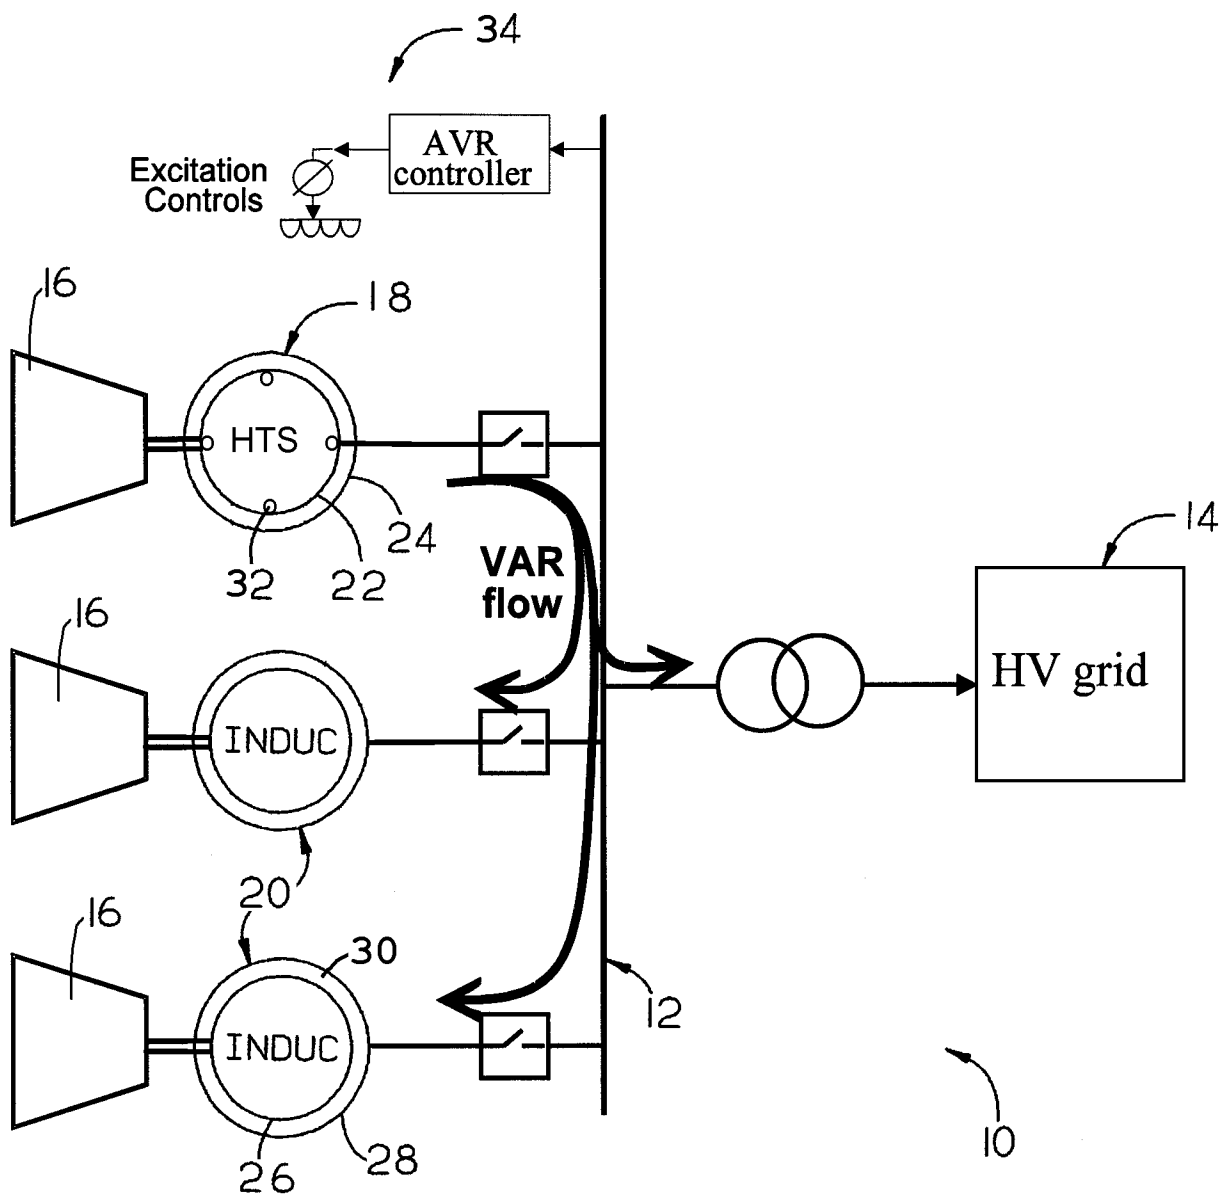 34
AVR
controller
Excitation
Controls
16
18
HTS
24
32
22
VAR
flow
14
HV grid
16
INDUC
20
16
30
12
INDUC
10
26
28